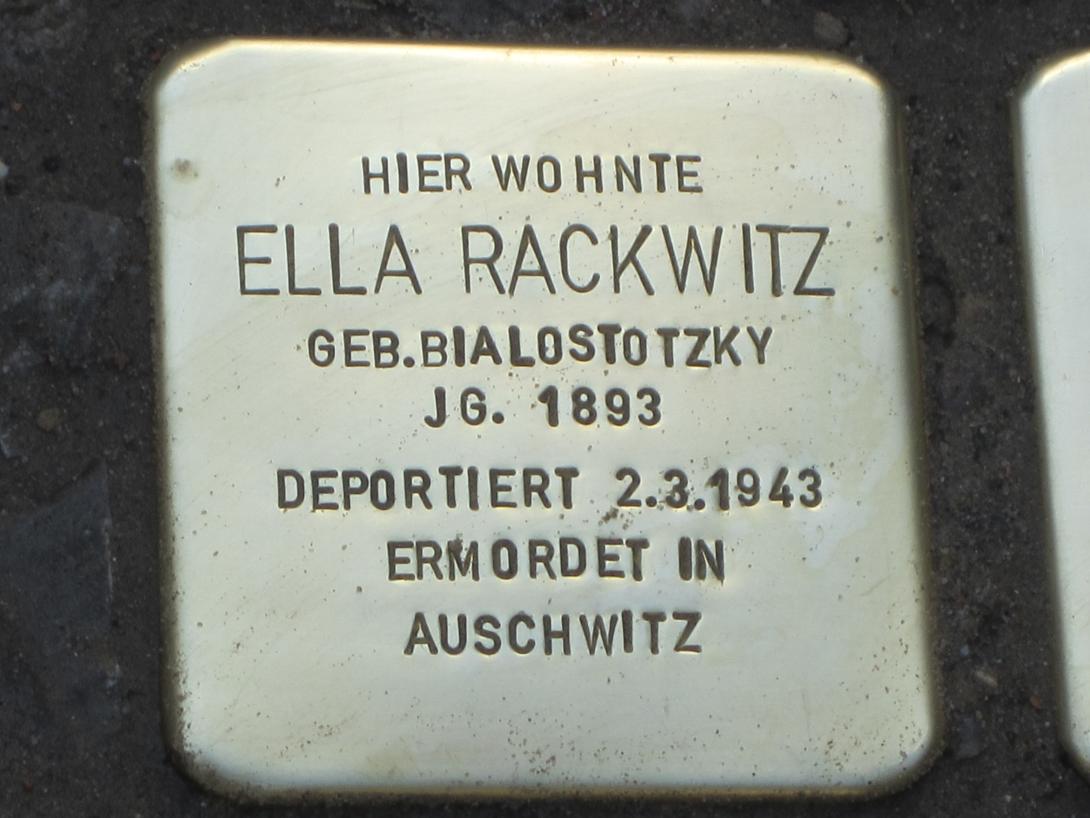 HIER WOHNTE
ELLA RACKWITZ
GEB.BIALOSTOTZKY
JG. 1893
DEPORTIERT 2.3.1943
ERMORDET IN
AUSCHWITZ